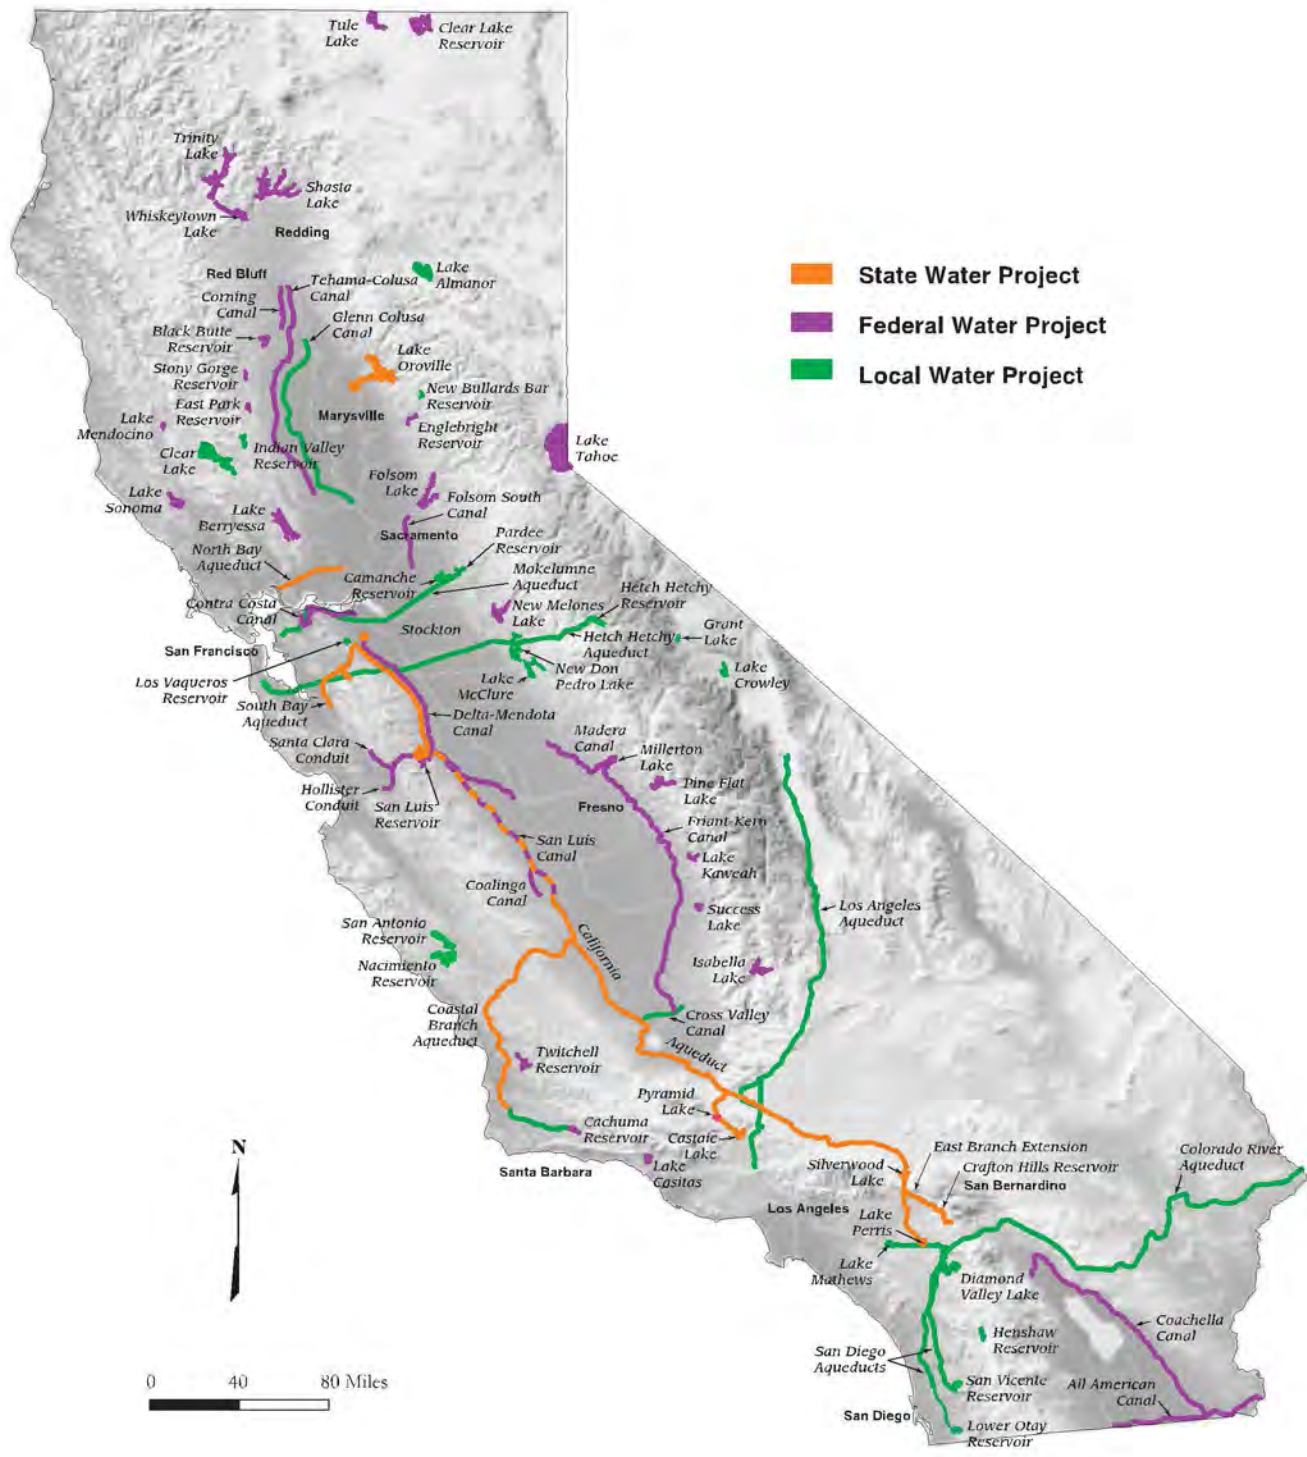 Tule
Lake
Clear Lake
Reservoir
Trinity
Lake
Shasta
Lake
Whiskeytown
Lake
Redding
State Water Project
Federal Water Project
Local Water Project
Red Bluff
Tehama-Colusa
Canal
Lake
Almanor
Corning
Canal
Glenn Colusa
Canal
Black Butte
Reservoir
Lake
Oroville
Stony Gorge
Reservoir
New Bullards Bar
Reservoir
East Park
Reservoir
Marysville
Englebright
Reservoir
Lake
Mendocino
Clear
Lake
Indian Valley
Reservoir
Lake
Tahoe
Folsom
Lake
Lake
Sonoma
Lake
Berryessa
Folsom South
Canal
Sacramento
Pardee
Reservoir
North Bay
Aqueduct
Camanche
Reservoir
Mokelumne
Aqueduct
Hetch Hetchy
Reservoir
Contra Costa
Canal
New Melones
Lake
Stockton
Hetch Hetchy
Aqueduct
Grant
Lake
San Francisco
New Don
Pedro Lake
Lake
Crowley
Los Vaqueros
Reservoir
Lake
McClure
South Bay
Aqueduct
Delta-Mendota
Canal
Santa Clara
Conduit
Madera
Canal
Millerton
Lake
Hollister
Conduit
San Luis
Reservoir
Pine Flat
Lake
Fresno
Friant-Kern
Canal
San Luis
Canal
Lake
Kaweah
Coalinga
Canal
Success
Lake
Los Angeles
Aqueduct
San Antonio
Reservoir
California
Nacimiento
Reservoir
Isabella
Lake
Coastal
Branch
Aqueduct
Cross Valley
Canal
Aqueduct
Twitchell
Reservoir
Pyramid
Lake
Cachuma
Reservoir
Castaic
Lake
N
East Branch Extension
Crafton Hills Reservoir
San Bernardino
Colorado River
Aqueduct
Santa Barbara
Lake
Casitas
Silverwood
Lake
Los Angeles
Lake
Perris
Lake
Mathews
Diamond
Valley Lake
Coachella
Canal
Henshaw
Reservoir
San Diego
Aqueducts
San Vicente
Reservoir
All American
Canal
San Diego
Lower Otay
Reservoir
0 40 80 Miles